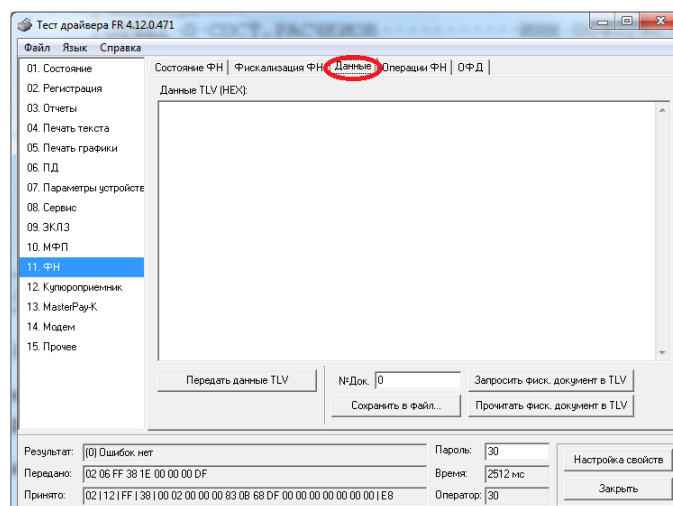 Тест драйвера FR 4.12.0.471
Файл Язык Справка
01. Состояние
02. Регистрация
03. Отчеты
04. Печать текста
05. Печать графики
06. ПД
07. Параметры устройств
08. Сервис
09. ЭКЛЗ
10. МФП
11. ФН
12. Купюроприемник
13. MasterPay-K
14. Модем
15. Прочее
Состояние ФН Фискализация ФН Данные Операции ФН ОФД
Данные TLV (HEX):
Передать данные TLV
№Док. 0
Запросить фиск. документ в TLV
Сохранить в файл...
Прочитать фиск. документ в TLV
Результат: (0) Ошибок нет
Пароль: 30
Настройка свойств
Передано: 02 06 FF 38 1E 00 00 00 DF
Время: 2512 мс
Принято: 02 | 12 | FF | 38 | 00 02 00 00 00 83 0B 68 DF 00 00 00 00 00 00 00 | E8
Оператор: 30
Закрыть